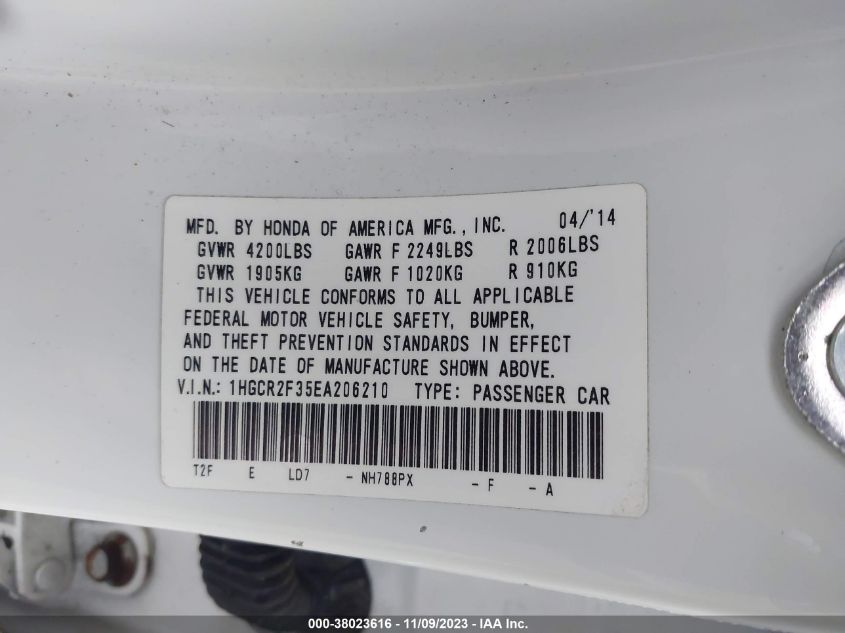 MFD. BY HONDA OF AMERICA MFG., INC. 04/'14
GVWR 4200LBS GAWR F 2249LBS R 2006LBS
GVWR 1905KG GAWR F 1020KG R 910KG
THIS VEHICLE CONFORMS TO ALL APPLICABLE
FEDERAL MOTOR VEHICLE SAFETY, BUMPER,
AND THEFT PREVENTION STANDARDS IN EFFECT
ON THE DATE OF MANUFACTURE SHOWN ABOVE.
V.I.N.: 1HGCR2F35EA206210 TYPE: PASSENGER CAR
T2F E LD7 - NH788PX - F - A
000-38023616 - 11/09/2023 - IAA Inc.